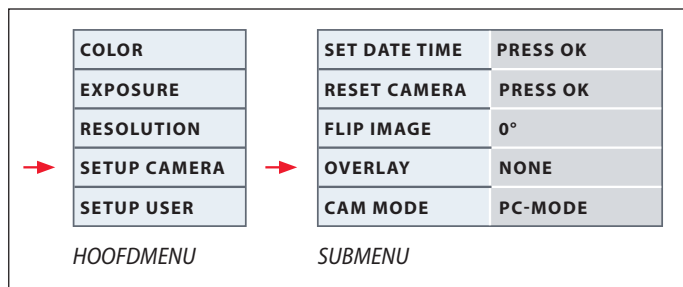 COLOR
EXPOSURE
RESOLUTION
SETUP CAMERA
SETUP USER
HOOFDMENU
SET DATE TIME PRESS OK
RESET CAMERA PRESS OK
FLIP IMAGE 0°
OVERLAY NONE
CAM MODE PC-MODE
SUBMENU